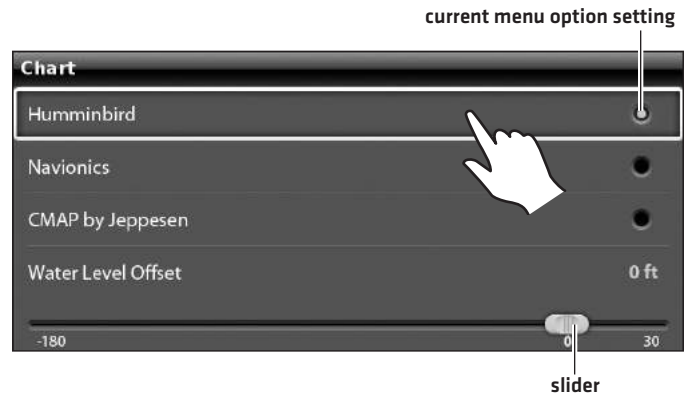 current menu option setting
Chart
Humminbird
Navionics
CMAP by Jeppesen
Water Level Offset 0 ft
-180 0 30
slider